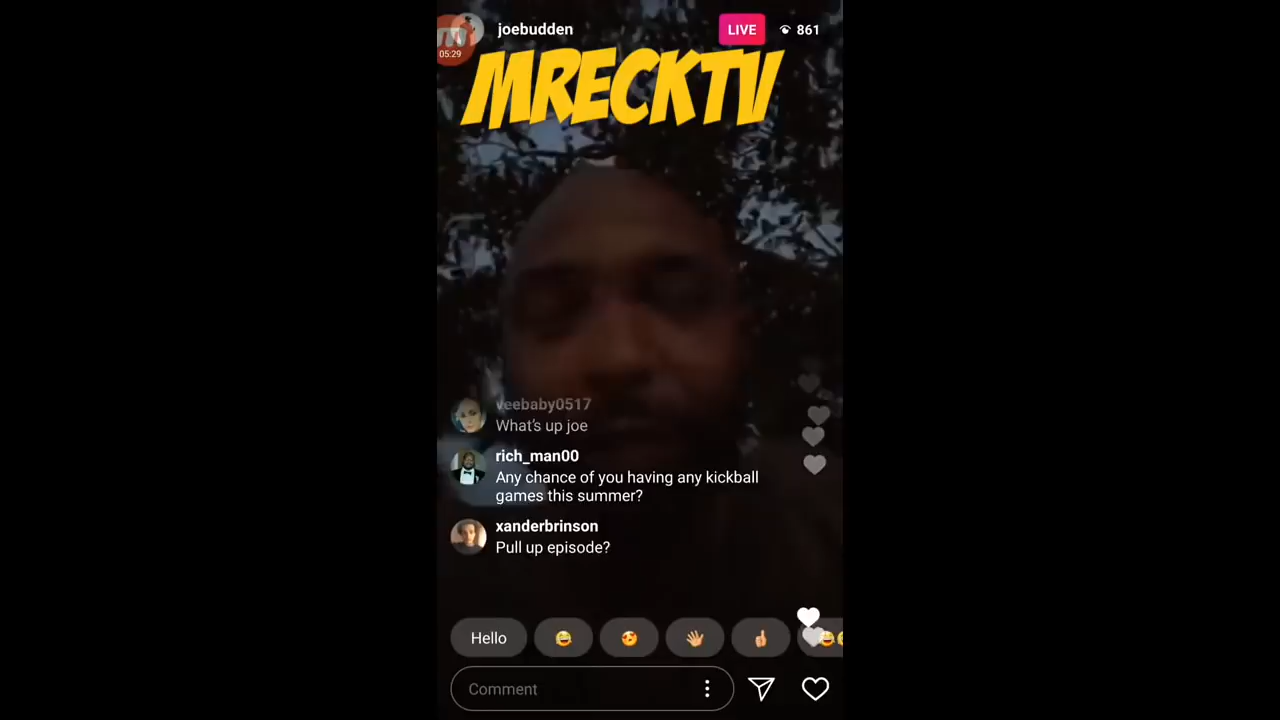 joebudden
LIVE
861
05:29
MRECKTV
veebaby0517
What's up joe
rich_man00
Any chance of you having any kickball
games this summer?
xanderbrinson
Pull up episode?
Hello
Comment